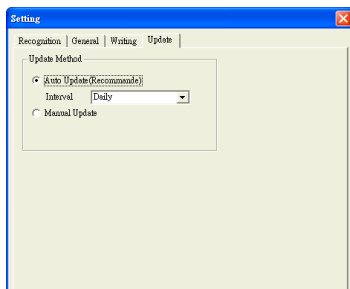 Setting
Recognition General Writing Update
Update Method
Auto Update(Recommande)
Interval Daily
Manual Update